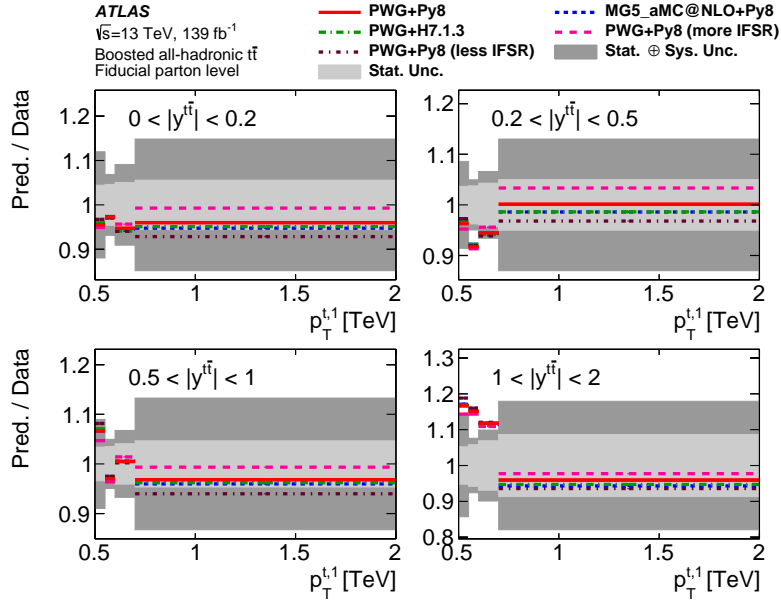 ATLAS
√s=13 TeV, 139 fb⁻¹
Boosted all-hadronic tt̄
Fiducial parton level
PWG+Py8
PWG+H7.1.3
PWG+Py8 (less IFSR)
Stat. Unc.
MG5_aMC@NLO+Py8
PWG+Py8 (more IFSR)
Stat. ⊕ Sys. Unc.
Pred. / Data
0 < |y^{tt̄}| < 0.2
1.2
1.1
1
0.9
0.5 1 1.5 2
p_T^{t,1} [TeV]
0.2 < |y^{tt̄}| < 0.5
1.2
1.1
1
0.9
0.5 1 1.5 2
p_T^{t,1} [TeV]
Pred. / Data
0.5 < |y^{tt̄}| < 1
1.2
1.1
1
0.9
0.5 1 1.5 2
p_T^{t,1} [TeV]
1 < |y^{tt̄}| < 2
1.3
1.2
1.1
1
0.9
0.8
0.5 1 1.5 2
p_T^{t,1} [TeV]